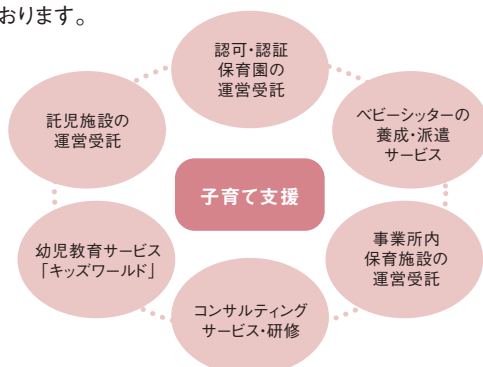 おります。
認可・認証
保育園の
運営受託
託児施設の
運営受託
ベビーシッターの
養成・派遣
サービス
子育て支援
幼児教育サービス
「キッズワールド」
事業所内
保育施設の
運営受託
コンサルティング
サービス・研修